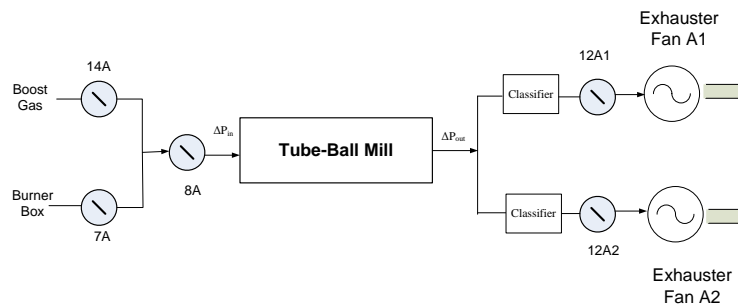 Exhauster
Fan A1
12A1
14A
Boost
Gas
Classifier
ΔPin
Tube-Ball Mill
ΔPout
8A
Burner
Box
7A
Classifier
12A2
Exhauster
Fan A2